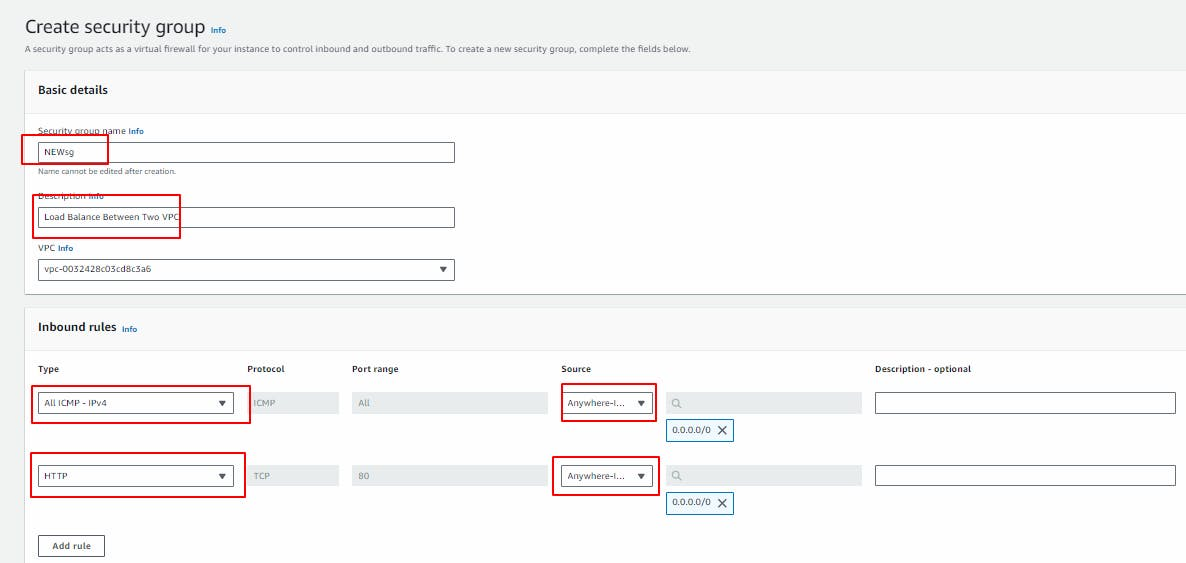 Create security group Info
A security group acts as a virtual firewall for your instance to control inbound and outbound traffic. To create a new security group, complete the fields below.
Basic details
Security group name Info
NEWsg
Name cannot be edited after creation.
Description Info
Load Balance Between Two VPC
VPC Info
vpc-0032428c03cd8c3a6
Inbound rules Info
Type Protocol Port range Source Description - optional
All ICMP - IPv4 ICMP All Anywhere-I...
0.0.0.0/0
HTTP TCP 80 Anywhere-I...
0.0.0.0/0
Add rule